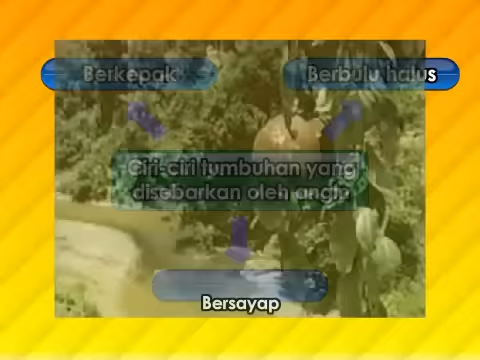 Berkepak
Berbulu halus
Ciri-ciri tumbuhan yang
disebarkan oleh angin
Bersayap